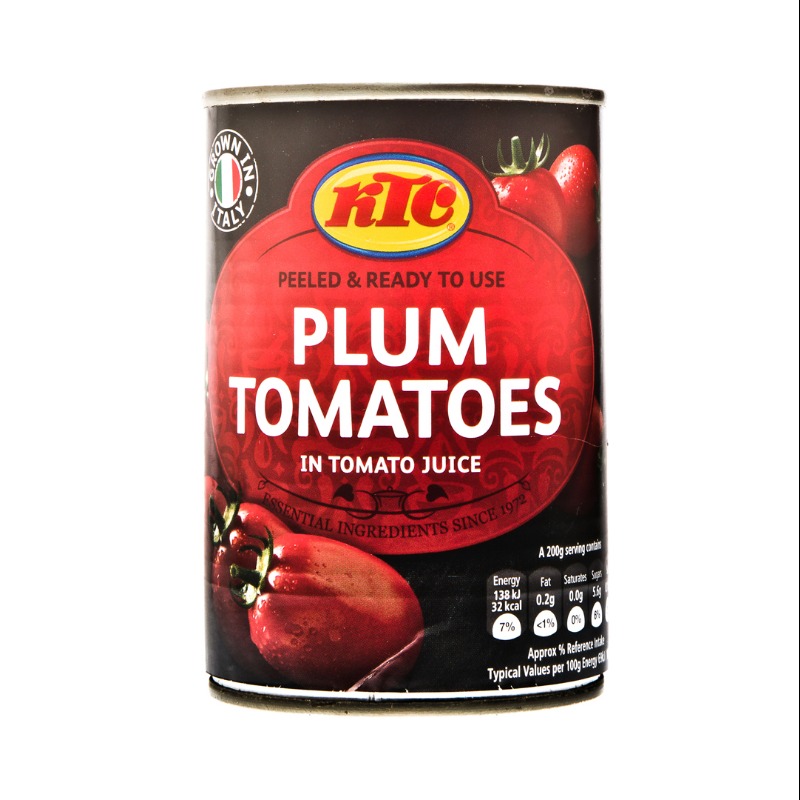 GROWN IN
ITALY
KTC
®
PEELED & READY TO USE
PLUM
TOMATOES
IN TOMATO JUICE
ESSENTIAL INGREDIENTS SINCE 1972
A 200g serving contains
Energy
138 kJ
32 kcal
7%
Fat
0.2g
<1%
Saturates
0.0g
0%
Sugars
5.6g
6%
Approx % Reference Intake
Typical Values per 100g Energy